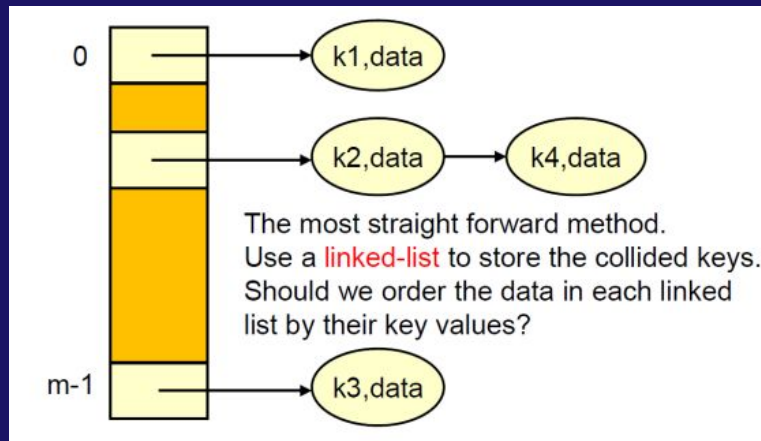 0
k1,data
k2,data
k4,data
The most straight forward method.
Use a linked-list to store the collided keys.
Should we order the data in each linked
list by their key values?
m-1
k3,data